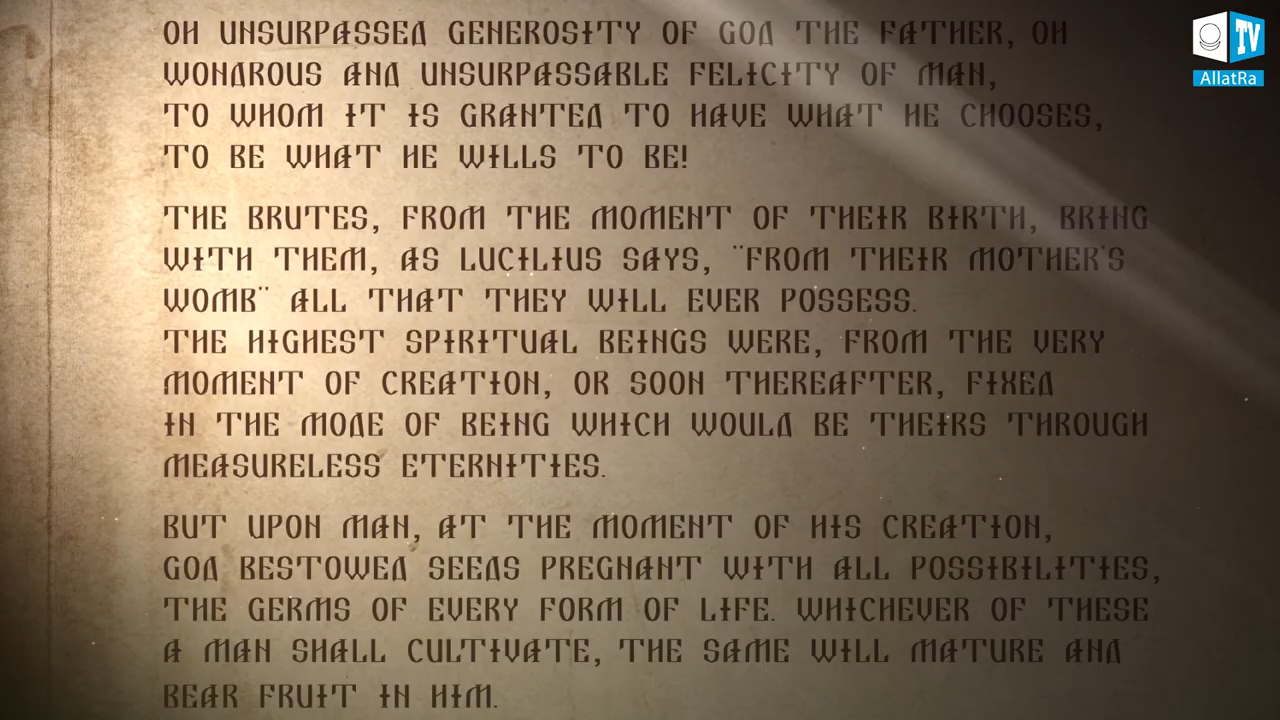 OH UNSURPASSED GENEROSITY OF GOD THE FATHER, OH
WONDROUS AND UNSURPASSABLE FELICITY OF MAN,
TO WHOM IT IS GRANTED TO HAVE WHAT HE CHOOSES,
TO BE WHAT HE WILLS TO BE!
THE BRUTES, FROM THE MOMENT OF THEIR BIRTH, BRING
WITH THEM, AS LUCILIUS SAYS, ¨FROM THEIR MOTHER'S
WOMB¨ ALL THAT THEY WILL EVER POSSESS.
THE HIGHEST SPIRITUAL BEINGS WERE, FROM THE VERY
MOMENT OF CREATION, OR SOON THEREAFTER, FIXED
IN THE MODE OF BEING WHICH WOULD BE THEIRS THROUGH
MEASURELESS ETERNITIES.
BUT UPON MAN, AT THE MOMENT OF HIS CREATION,
GOD BESTOWED SEEDS PREGNANT WITH ALL POSSIBILITIES,
THE GERMS OF EVERY FORM OF LIFE. WHICHEVER OF THESE
A MAN SHALL CULTIVATE, THE SAME WILL MATURE AND
BEAR FRUIT IN HIM.
TV
AllatRa